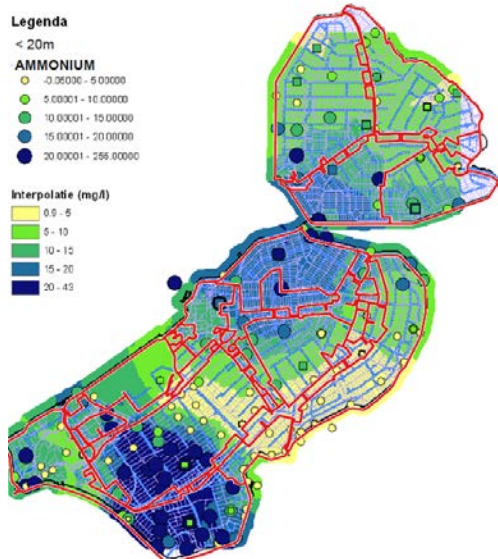 Legenda
< 20m
AMMONIUM
-0.05000 - 5.00000
5.00001 - 10.00000
10.00001 - 15.00000
15.00001 - 20.00000
20.00001 - 255.00000
Interpolatie (mg/l)
0.9 - 5
5 - 10
10 - 15
15 - 20
20 - 43